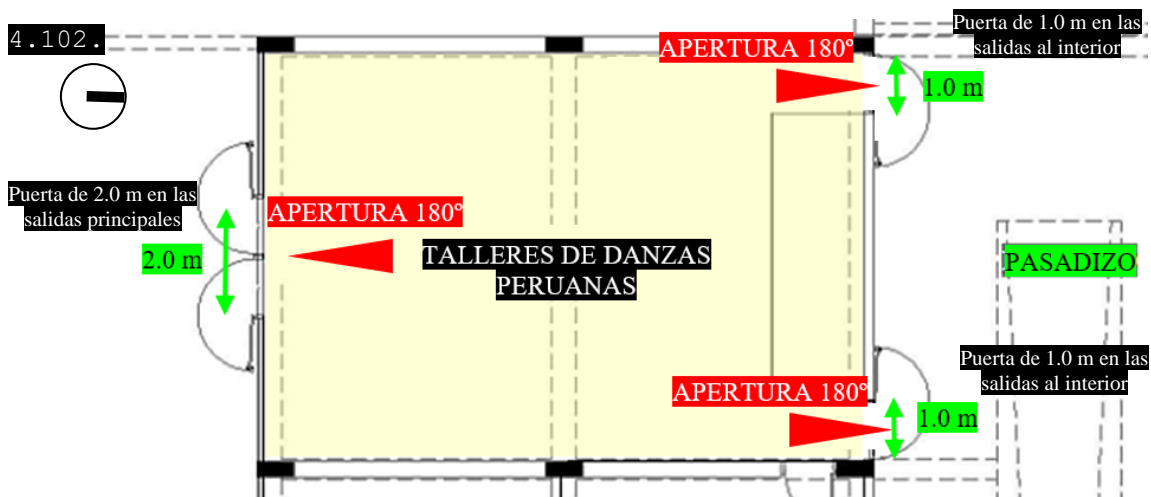 4.102.
Puerta de 1.0 m en las
salidas al interior
APERTURA 180º
1.0 m
Puerta de 2.0 m en las
salidas principales
APERTURA 180º
2.0 m
TALLERES DE DANZAS
PERUANAS
PASADIZO
Puerta de 1.0 m en las
salidas al interior
APERTURA 180º
1.0 m